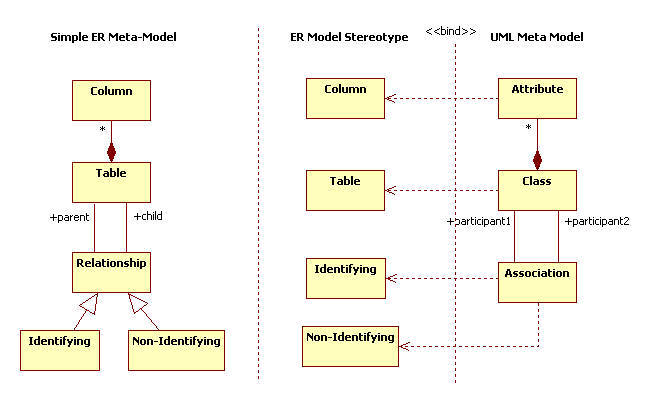 Simple ER Meta-Model
Column
*
Table
+parent
+child
Relationship
Identifying
Non-Identifying
ER Model Stereotype
<<bind>>
UML Meta Model
Column
Attribute
*
Table
Class
+participant1
+participant2
Identifying
Association
Non-Identifying